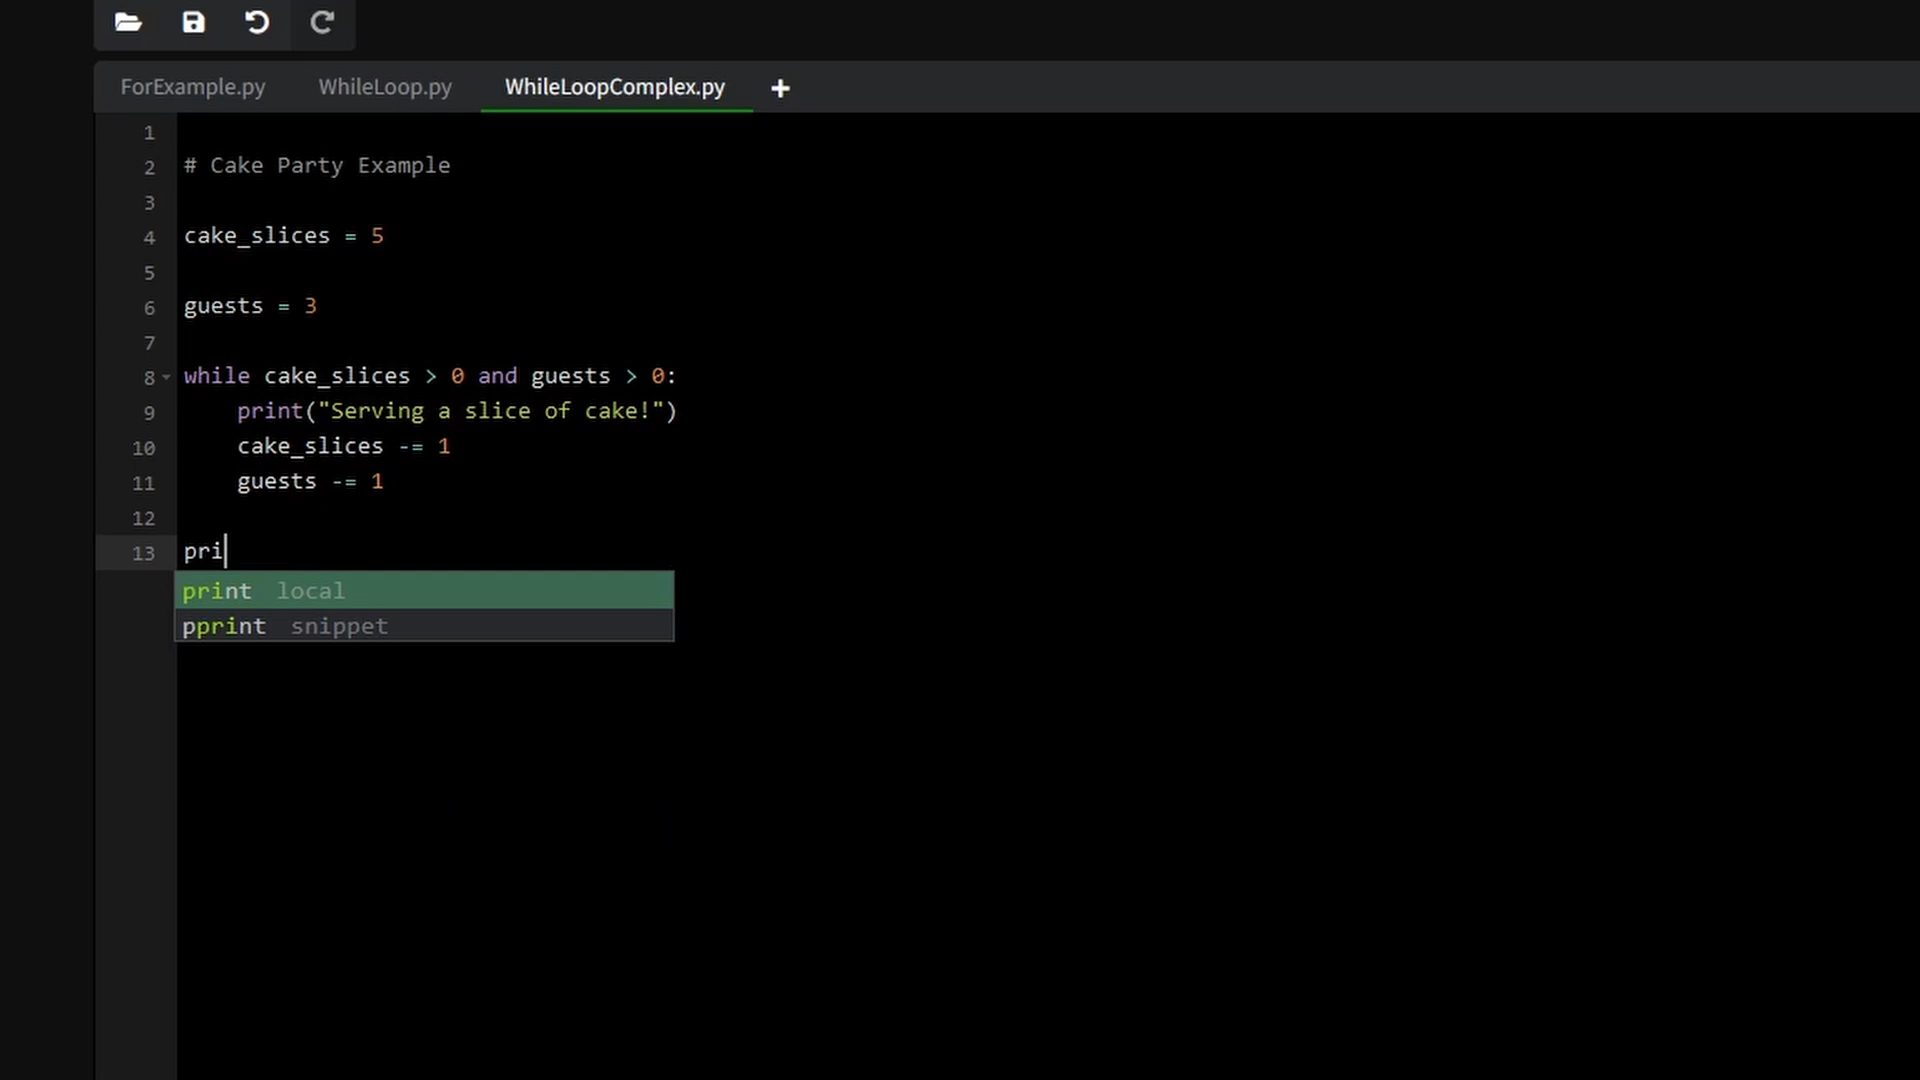 ForExample.py WhileLoop.py WhileLoopComplex.py +
1
2 # Cake Party Example
3
4 cake_slices = 5
5
6 guests = 3
7
8 while cake_slices > 0 and guests > 0:
9 print("Serving a slice of cake!")
10 cake_slices -= 1
11 guests -= 1
12
13 pri
print local
pprint snippet